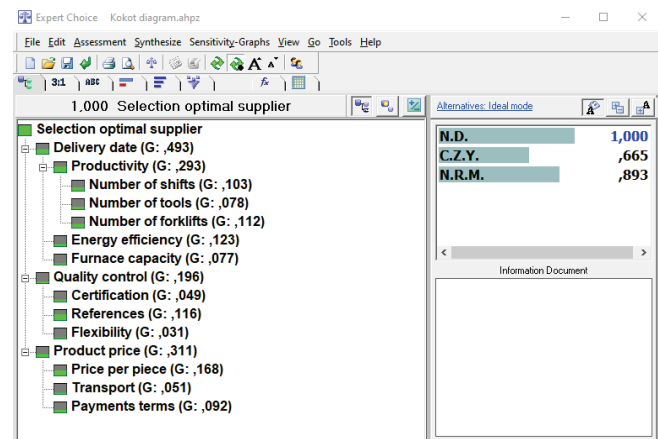 Expert Choice    Kokot diagram.ahpz
File  Edit  Assessment  Synthesize  Sensitivity-Graphs  View  Go  Tools  Help
3:1  ABC  fx
1,000  Selection optimal supplier
Selection optimal supplier
Delivery date (G: ,493)
Productivity (G: ,293)
Number of shifts (G: ,103)
Number of tools (G: ,078)
Number of forklifts (G: ,112)
Energy efficiency (G: ,123)
Furnace capacity (G: ,077)
Quality control (G: ,196)
Certification (G: ,049)
References (G: ,116)
Flexibility (G: ,031)
Product price (G: ,311)
Price per piece (G: ,168)
Transport (G: ,051)
Payments terms (G: ,092)
Alternatives: Ideal mode
N.D.  1,000
C.Z.Y.  ,665
N.R.M.  ,893
Information Document